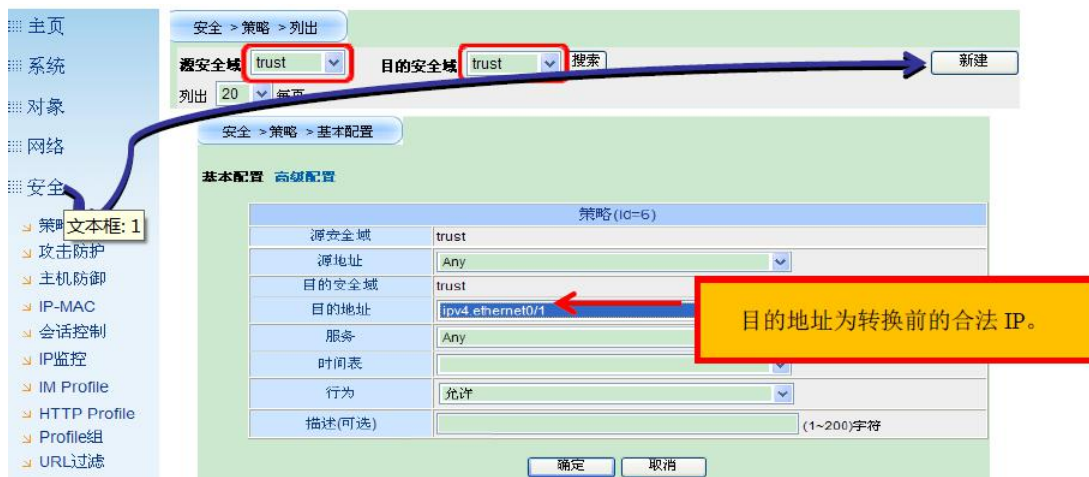 主页
系统
对象
网络
安全
策略
文本框: 1
攻击防护
主机防御
IP-MAC
会话控制
IP监控
IM Profile
HTTP Profile
Profile组
URL过滤
安全 >策略 >列出
源安全域 trust 目的安全域 trust 搜索 新建
列出 20 每页
安全 >策略 >基本配置
基本配置 高级配置
策略(id=6)
源安全域 trust
源地址 Any
目的安全域 trust
目的地址 ipv4.ethernet0/1
服务 Any
时间表
行为 允许
描述(可选) (1~200)字符
确定 取消
目的地址为转换前的合法 IP。